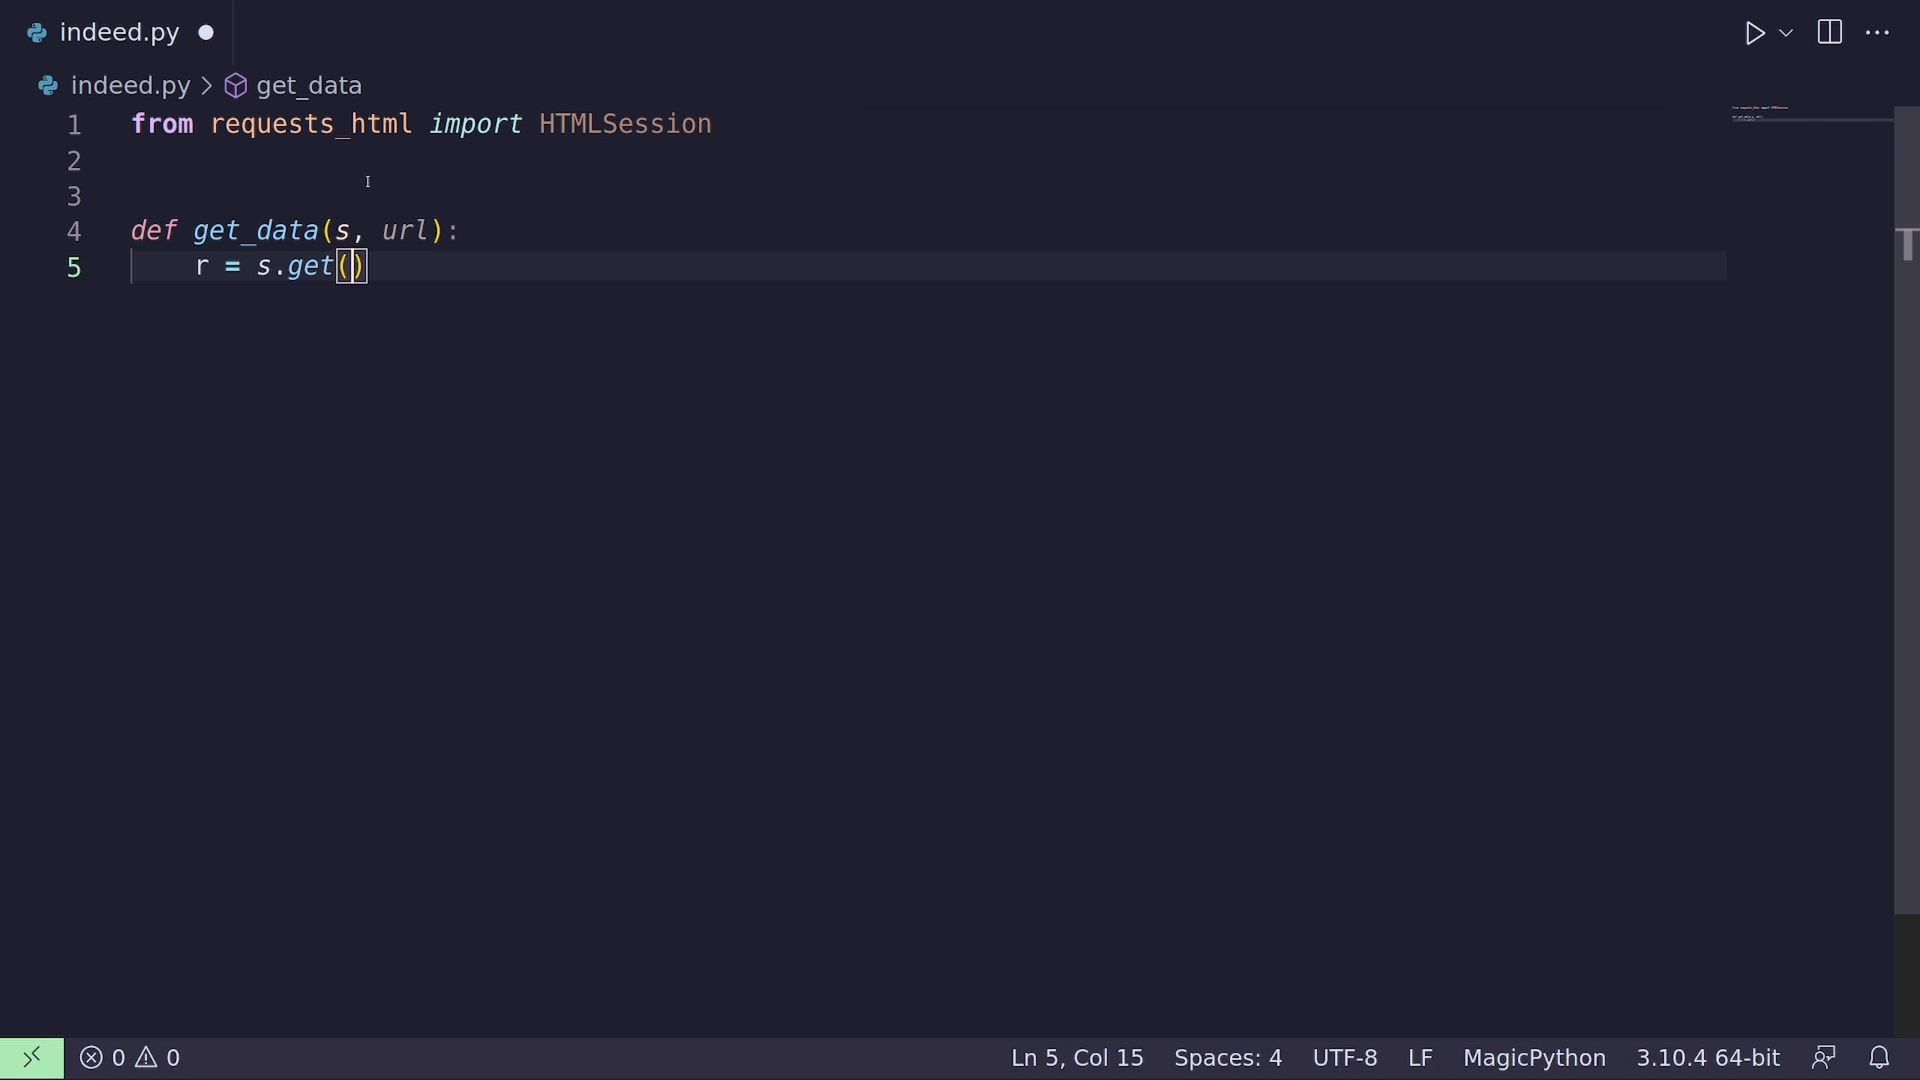 indeed.py
indeed.py > get_data
1 from requests_html import HTMLSession
2
3
4 def get_data(s, url):
5     r = s.get()
0 0 Ln 5, Col 15 Spaces: 4 UTF-8 LF MagicPython 3.10.4 64-bit